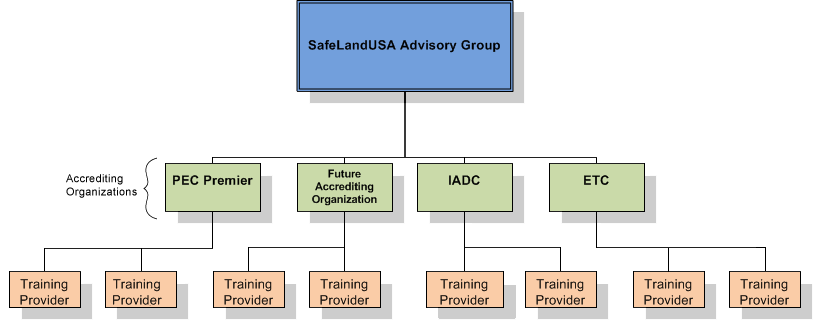 SafeLandUSA Advisory Group
Accrediting
Organizations
PEC Premier
Future
Accrediting
Organization
IADC
ETC
Training
Provider
Training
Provider
Training
Provider
Training
Provider
Training
Provider
Training
Provider
Training
Provider
Training
Provider